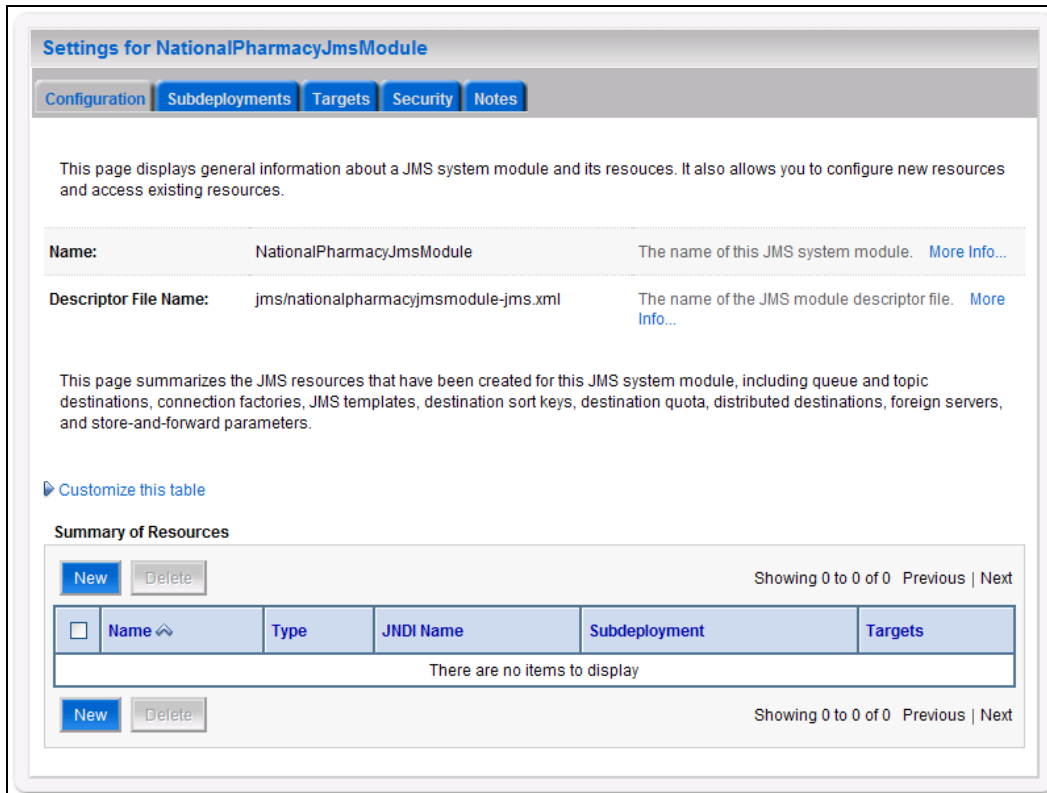 Settings for NationalPharmacyJmsModule
Configuration Subdeployments Targets Security Notes
This page displays general information about a JMS system module and its resouces. It also allows you to configure new resources
and access existing resources.
Name: NationalPharmacyJmsModule The name of this JMS system module. More Info...
Descriptor File Name: jms/nationalpharmacyjmsmodule-jms.xml The name of the JMS module descriptor file. More
Info...
This page summarizes the JMS resources that have been created for this JMS system module, including queue and topic
destinations, connection factories, JMS templates, destination sort keys, destination quota, distributed destinations, foreign servers,
and store-and-forward parameters.
Customize this table
Summary of Resources
New Delete Showing 0 to 0 of 0 Previous | Next
Name Type JNDI Name Subdeployment Targets
There are no items to display
New Delete Showing 0 to 0 of 0 Previous | Next